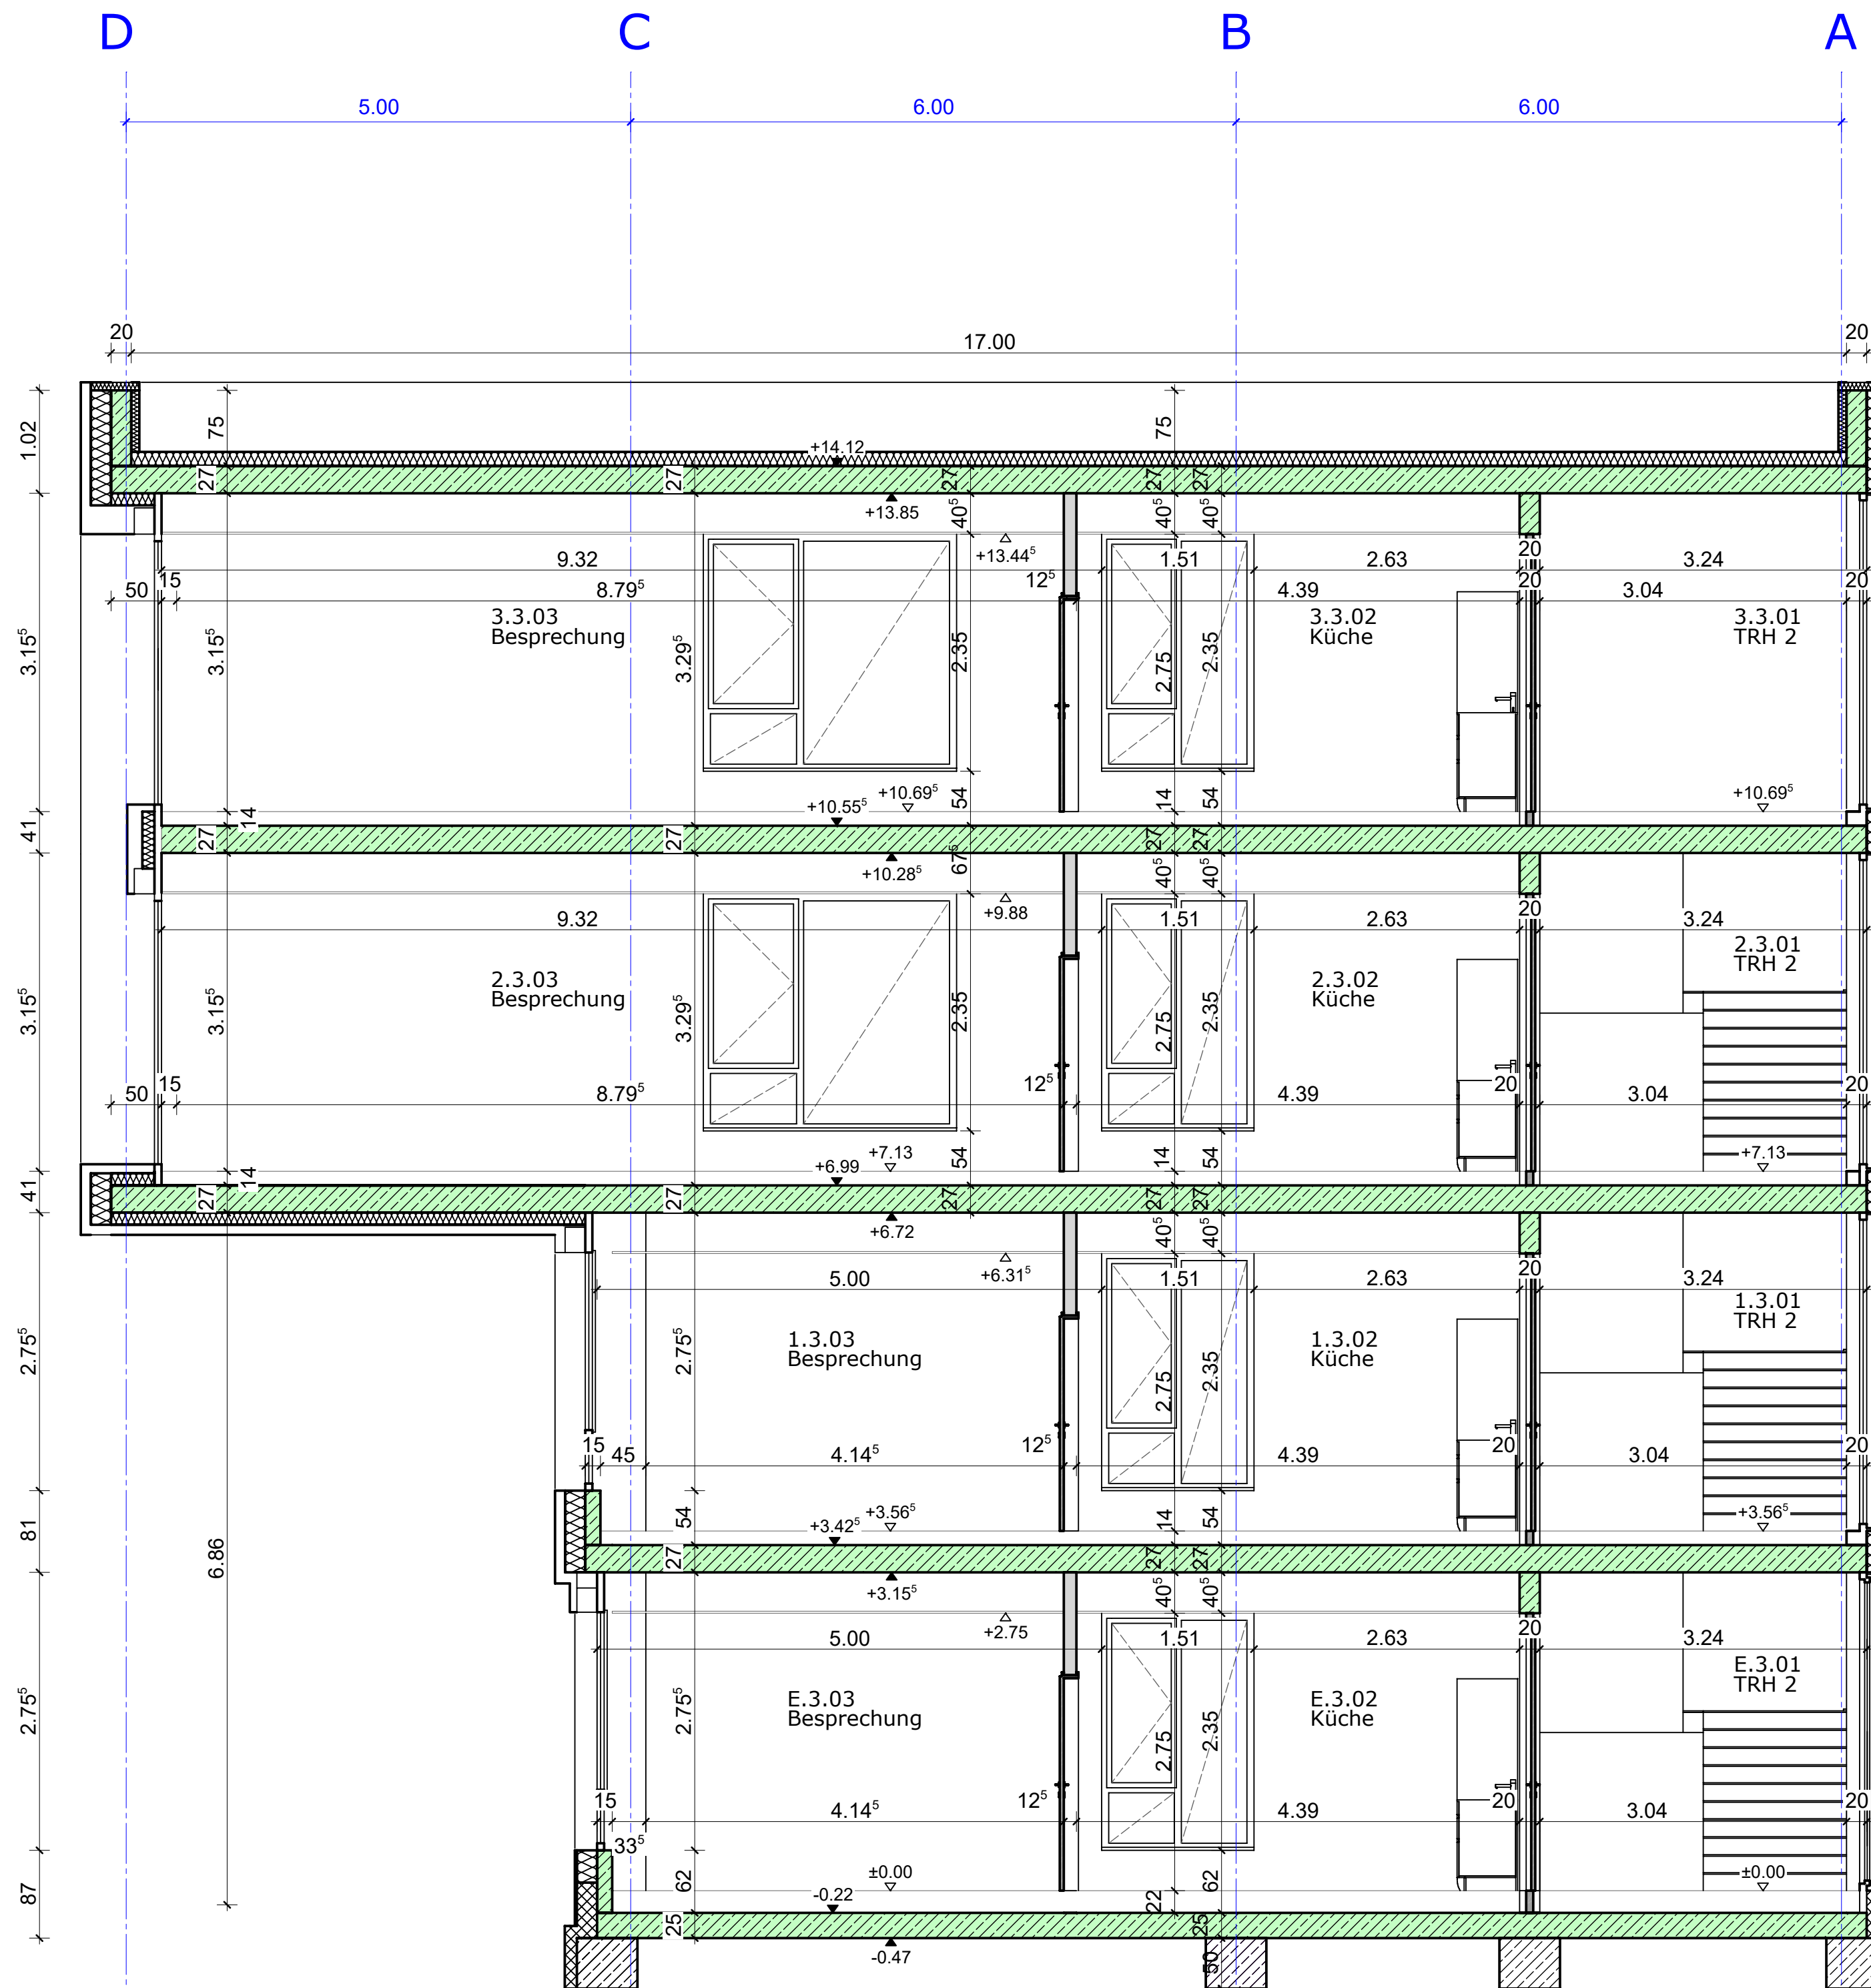 D C B A
5.00 6.00 6.00
20 17.00 20
1.02 75 75
+14.12
27 27 27 27 27
+13.85
40⁵ 40⁵ 40⁵
+13.44⁵
9.32 1.51 2.63 20 3.24
50 15 8.79⁵ 12⁵ 4.39 20 3.04 20
3.3.03
Besprechung
3.3.02
Küche
3.3.01
TRH 2
3.15⁵ 3.15⁵ 3.29⁵ 2.35 2.75 2.35
+10.55⁵ +10.69⁵ +10.69⁵
54 14 54
41 14
27 27 27 27
67⁵
+10.28⁵
40⁵ 40⁵
+9.88
9.32 1.51 2.63 20 3.24
2.3.01
TRH 2
2.3.03
Besprechung
2.3.02
Küche
3.15⁵ 3.15⁵ 3.29⁵ 2.35 2.75 2.35
50 15 8.79⁵ 12⁵ 4.39 20 3.04 20
+6.99 +7.13 +7.13
54 14 54
41 14
27 27 27 27 27
+6.72
40⁵ 40⁵
+6.31⁵
5.00 1.51 2.63 20 3.24
1.3.01
TRH 2
1.3.03
Besprechung
1.3.02
Küche
2.75⁵ 2.75⁵ 2.75 2.35
15 45 4.14⁵ 12⁵ 4.39 20 3.04 20
+3.42⁵ +3.56⁵ +3.56⁵
81 54 14 54
6.86
27 27 27
+3.15⁵
40⁵ 40⁵
+2.75
5.00 1.51 2.63 20 3.24
E.3.01
TRH 2
E.3.03
Besprechung
E.3.02
Küche
2.75⁵ 2.75⁵ 2.75 2.35
15 4.14⁵ 12⁵ 4.39 20 3.04 20
33⁵
-0.22 ±0.00 ±0.00
87 62 22 62
25 25
-0.47
50